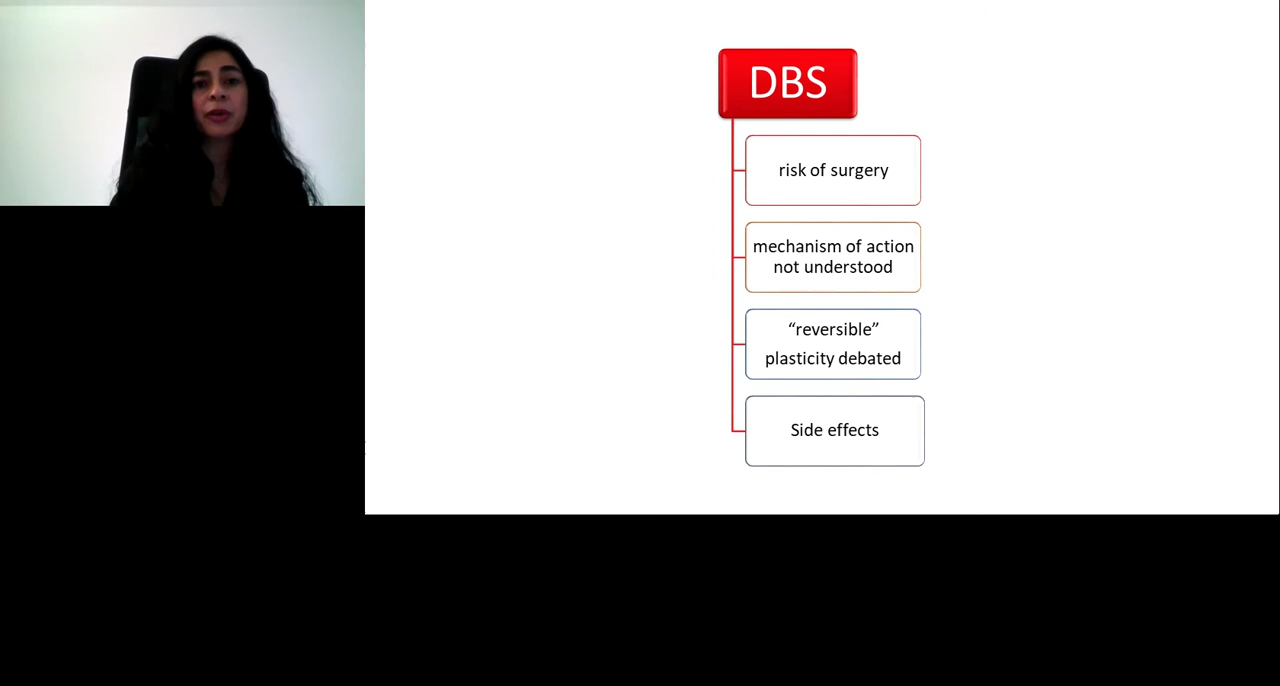 DBS
risk of surgery
mechanism of action
not understood
“reversible”
plasticity debated
Side effects